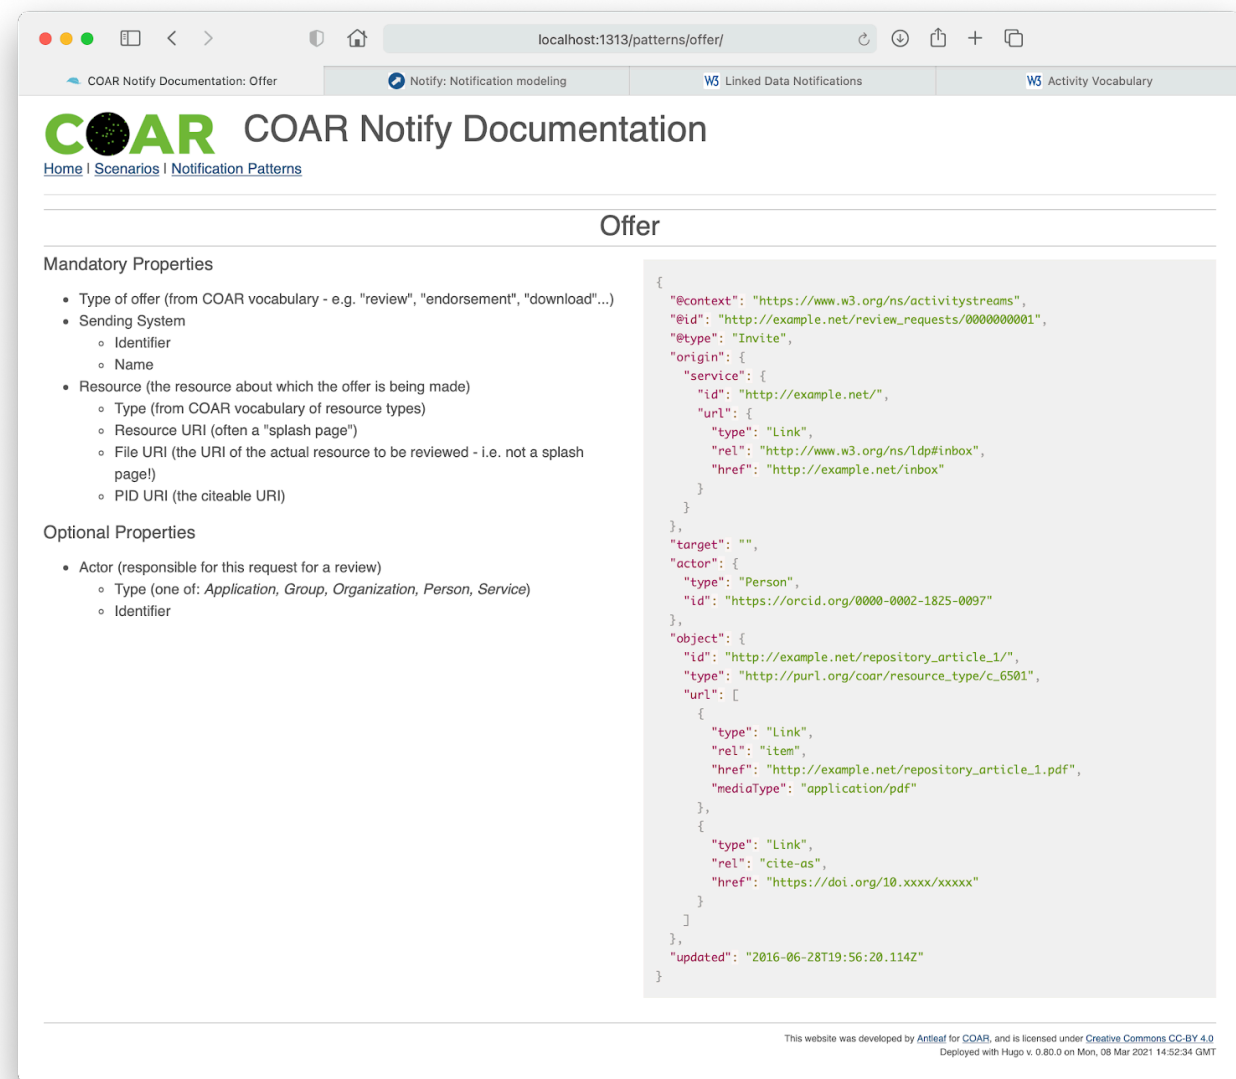 localhost:1313/patterns/offer/
COAR Notify Documentation: Offer
Notify: Notification modeling
W3 Linked Data Notifications
W3 Activity Vocabulary
COAR COAR Notify Documentation
Home | Scenarios | Notification Patterns
Offer
Mandatory Properties
• Type of offer (from COAR vocabulary - e.g. "review", "endorsement", "download"...)
• Sending System
◦ Identifier
◦ Name
• Resource (the resource about which the offer is being made)
◦ Type (from COAR vocabulary of resource types)
◦ Resource URI (often a "splash page")
◦ File URI (the URI of the actual resource to be reviewed - i.e. not a splash
page!)
◦ PID URI (the citeable URI)
Optional Properties
• Actor (responsible for this request for a review)
◦ Type (one of: Application, Group, Organization, Person, Service)
◦ Identifier
{
  "@context": "https://www.w3.org/ns/activitystreams",
  "@id": "http://example.net/review_requests/0000000001",
  "@type": "Invite",
  "origin": {
    "service": {
      "id": "http://example.net/",
      "url": {
        "type": "Link",
        "rel": "http://www.w3.org/ns/ldp#inbox",
        "href": "http://example.net/inbox"
      }
    }
  },
  "target": "",
  "actor": {
    "type": "Person",
    "id": "https://orcid.org/0000-0002-1825-0097"
  },
  "object": {
    "id": "http://example.net/repository_article_1/",
    "type": "http://purl.org/coar/resource_type/c_6501",
    "url": [
      {
        "type": "Link",
        "rel": "item",
        "href": "http://example.net/repository_article_1.pdf",
        "mediaType": "application/pdf"
      },
      {
        "type": "Link",
        "rel": "cite-as",
        "href": "https://doi.org/10.xxxx/xxxxx"
      }
    ]
  },
  "updated": "2016-06-28T19:56:20.114Z"
}
This website was developed by Antleaf for COAR, and is licensed under Creative Commons CC-BY 4.0
Deployed with Hugo v. 0.80.0 on Mon, 08 Mar 2021 14:52:34 GMT